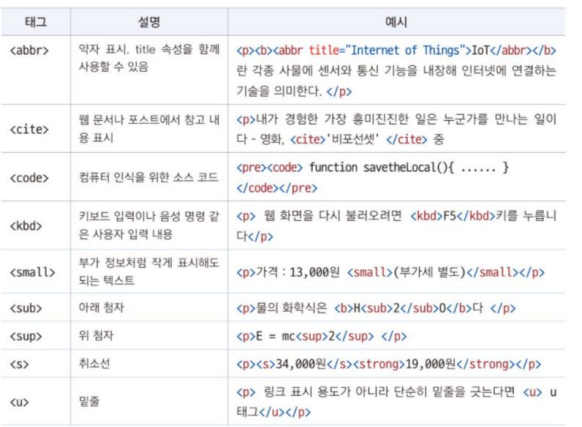 태그 설명 예시
<abbr> 약자 표시. title 속성을 함께 사용할 수 있음 <p><b><abbr title="Internet of Things">IoT</abbr></b>
란 각종 사물에 센서와 통신 기능을 내장해 인터넷에 연결하는
기술을 의미한다. </p>
<cite> 웹 문서나 포스트에서 참고 내용 표시 <p>내가 경험한 가장 흥미진진한 일은 누군가를 만나는 일이
다 - 영화, <cite>'비포선셋' </cite> 중
<code> 컴퓨터 인식을 위한 소스 코드 <pre><code> function savetheLocal(){ ...... }
</code></pre>
<kbd> 키보드 입력이나 음성 명령 같은 사용자 입력 내용 <p> 웹 화면을 다시 불러오려면 <kbd>F5</kbd>키를 누릅니
다</p>
<small> 부가 정보처럼 작게 표시해도 되는 텍스트 <p>가격 : 13,000원 <small>(부가세 별도)</small></p>
<sub> 아래 첨자 <p>물의 화학식은 <b>H<sub>2</sub>O</b>다 </p>
<sup> 위 첨자 <p>E = mc<sup>2</sup> </p>
<s> 취소선 <p><s>34,000원</s><strong>19,000원</strong></p>
<u> 밑줄 <p> 링크 표시 용도가 아니라 단순히 밑줄을 긋는다면 <u> u
태그</u></p>